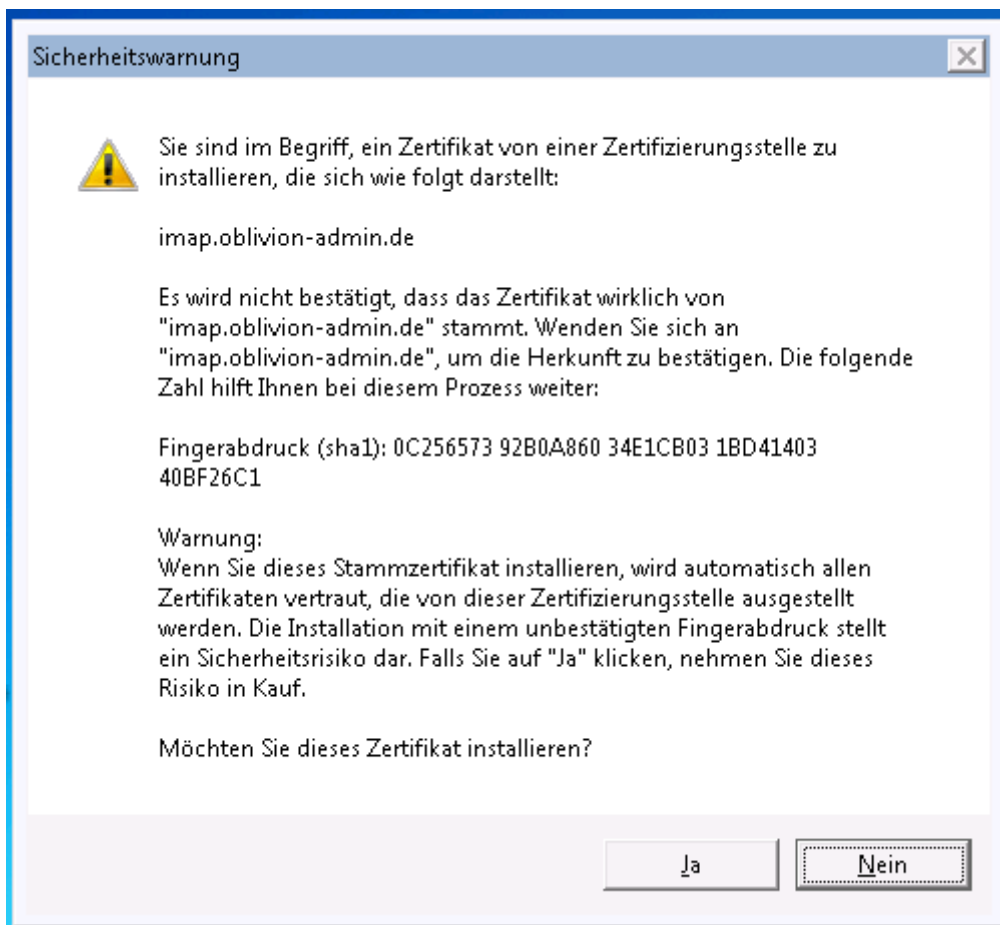 Sicherheitswarnung
Sie sind im Begriff, ein Zertifikat von einer Zertifizierungsstelle zu
installieren, die sich wie folgt darstellt:
imap.oblivion-admin.de
Es wird nicht bestätigt, dass das Zertifikat wirklich von
"imap.oblivion-admin.de" stammt. Wenden Sie sich an
"imap.oblivion-admin.de", um die Herkunft zu bestätigen. Die folgende
Zahl hilft Ihnen bei diesem Prozess weiter:
Fingerabdruck (sha1): 0C256573 92B0A860 34E1CB03 1BD41403
40BF26C1
Warnung:
Wenn Sie dieses Stammzertifikat installieren, wird automatisch allen
Zertifikaten vertraut, die von dieser Zertifizierungsstelle ausgestellt
werden. Die Installation mit einem unbestätigten Fingerabdruck stellt
ein Sicherheitsrisiko dar. Falls Sie auf "Ja" klicken, nehmen Sie dieses
Risiko in Kauf.
Möchten Sie dieses Zertifikat installieren?
Ja
Nein